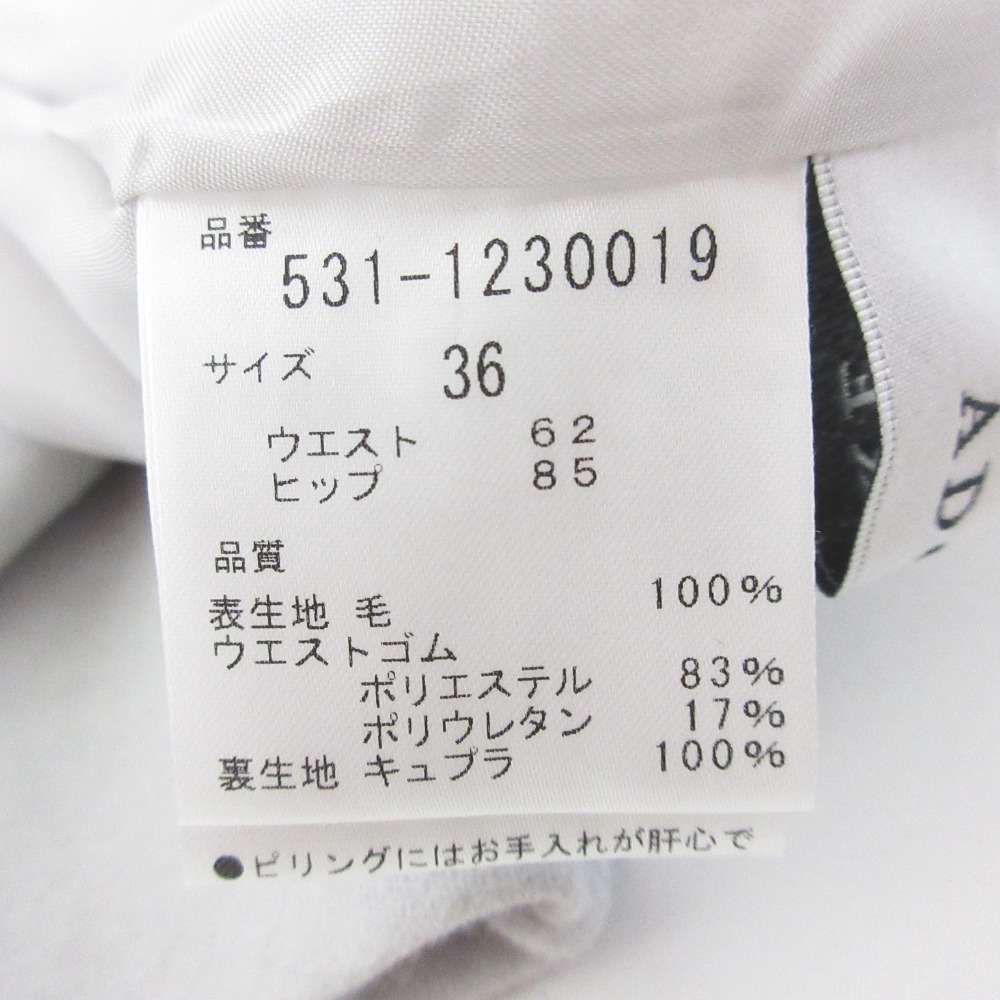 品番 531-1230019
サイズ 36
ウエスト 62
ヒップ 85
品質
表生地 毛 100%
ウエストゴム
ポリエステル 83%
ポリウレタン 17%
裏生地 キュプラ 100%
●ピリングにはお手入れが肝心で
AD